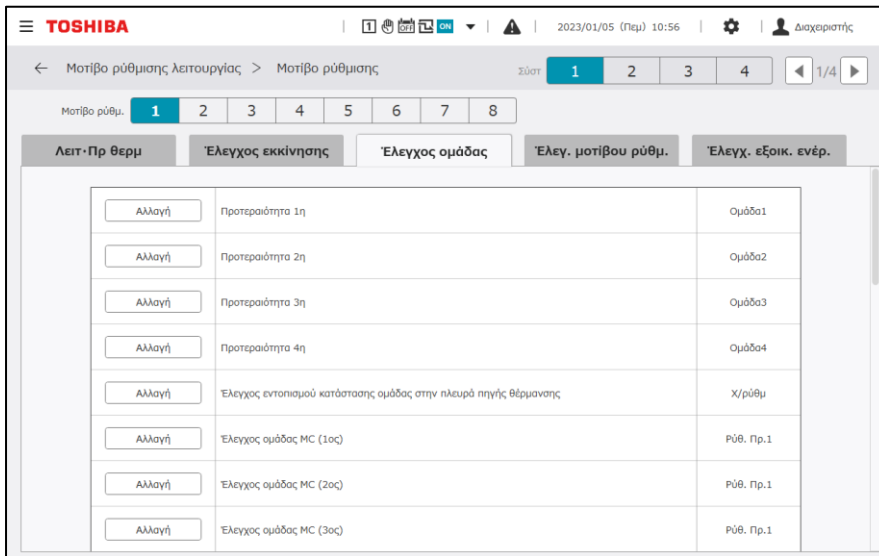 TOSHIBA 1 OFF ON 2023/01/05 (Πεμ) 10:56 Διαχειριστής
Μοτίβο ρύθμισης λειτουργίας > Μοτίβο ρύθμισης Σύστ 1 2 3 4 1/4
Μοτίβο ρύθμ. 1 2 3 4 5 6 7 8
Λειτ·Πρ θερμ Έλεγχος εκκίνησης Έλεγχος ομάδας Έλεγ. μοτίβου ρύθμ. Έλεγχ. εξοικ. ενέρ.
Αλλαγή Προτεραιότητα 1η Ομάδα1
Αλλαγή Προτεραιότητα 2η Ομάδα2
Αλλαγή Προτεραιότητα 3η Ομάδα3
Αλλαγή Προτεραιότητα 4η Ομάδα4
Αλλαγή Έλεγχος εντοπισμού κατάστασης ομάδας στην πλευρά πηγής θέρμανσης Χ/ρύθμ
Αλλαγή Έλεγχος ομάδας MC (1ος) Ρύθ. Πρ.1
Αλλαγή Έλεγχος ομάδας MC (2ος) Ρύθ. Πρ.1
Αλλαγή Έλεγχος ομάδας MC (3ος) Ρύθ. Πρ.1